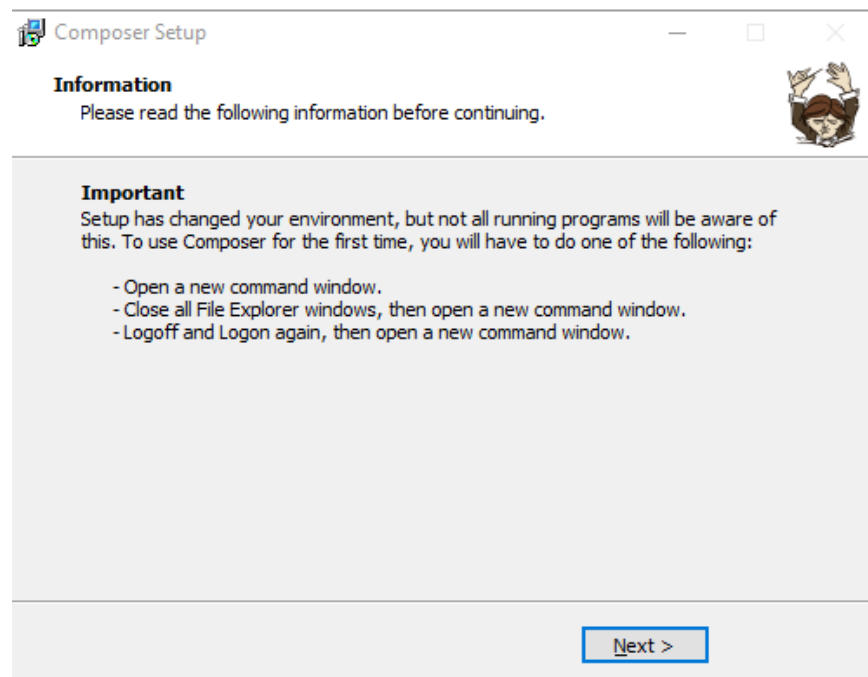 Composer Setup
Information
Please read the following information before continuing.
Important
Setup has changed your environment, but not all running programs will be aware of
this. To use Composer for the first time, you will have to do one of the following:
- Open a new command window.
- Close all File Explorer windows, then open a new command window.
- Logoff and Logon again, then open a new command window.
Next >